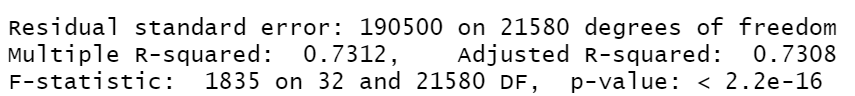 Residual standard error: 190500 on 21580 degrees of freedom
Multiple R-squared:  0.7312,    Adjusted R-squared:  0.7308
F-statistic:  1835 on 32 and 21580 DF,  p-value: < 2.2e-16